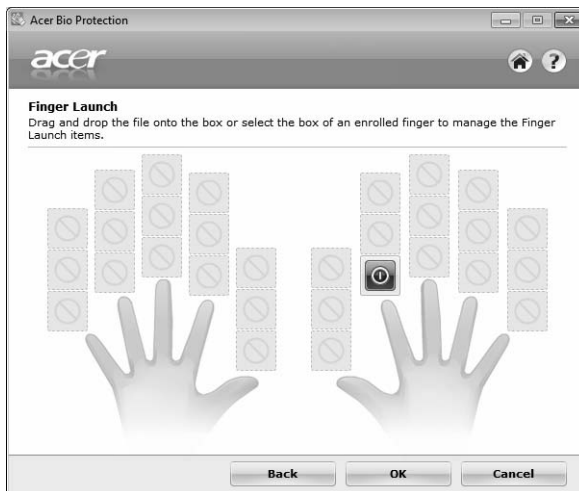 Acer Bio Protection
acer
Finger Launch
Drag and drop the file onto the box or select the box of an enrolled finger to manage the Finger
Launch items.
Back OK Cancel